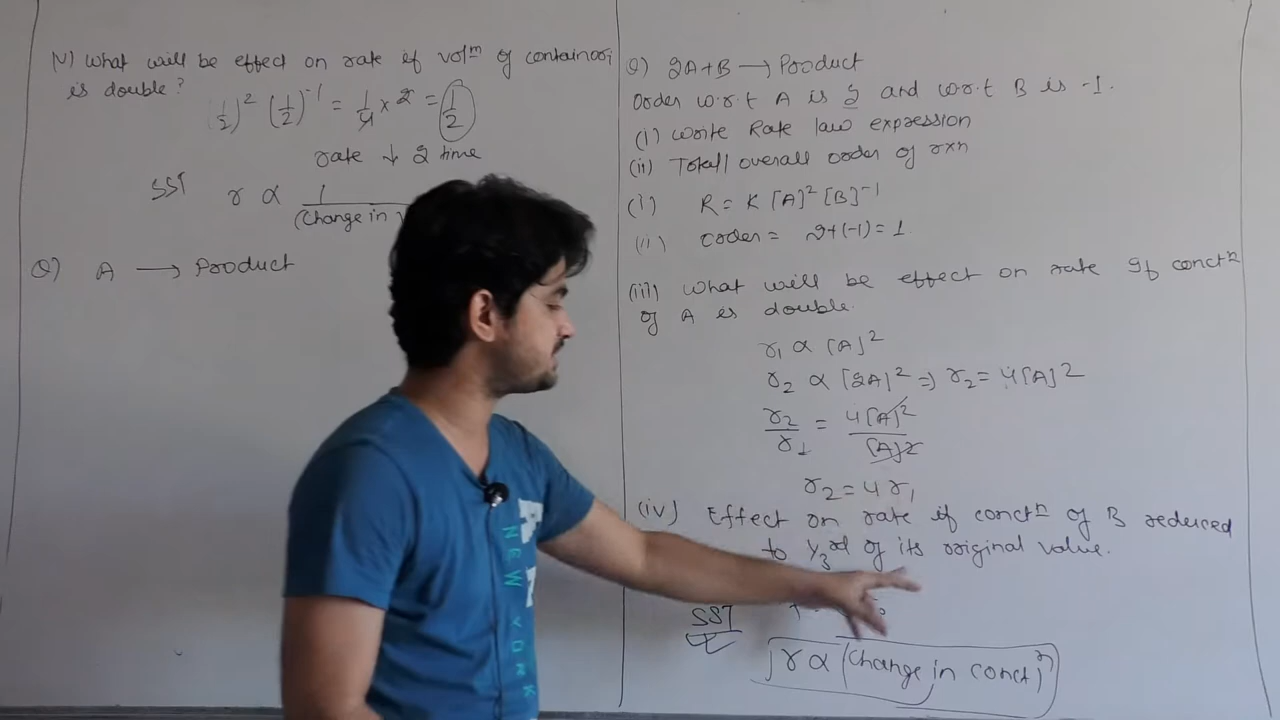 V) What will be effect on rate if volᵐ of container
is double?
(1/2)² (1/2)⁻¹ = 1/4 × 2 = 1/2
rate ↓ 2 time
SST r ∝ 1
(Change in
Q) A → Product
Q) 2A+B → Product
Order w.r.t A is 2 and w.r.t B is -1.
(i) Write Rate law expression
(ii) Total/overall order of rxn
(i) R = K [A]² [B]⁻¹
(ii) order = 2+(-1) = 1
(iii) What will be effect on rate If conctⁿ
of A is double.
r₁ ∝ [A]²
r₂ ∝ [2A]² => r₂ = 4[A]²
r₂/r₁ = 4[A]²/[A]²
r₂ = 4r₁
(iv) Effect on rate if conctⁿ of B reduced
to 1/3rd of its original value.
SST
r ∝ (Change in conct)ⁿ
NEW YORK